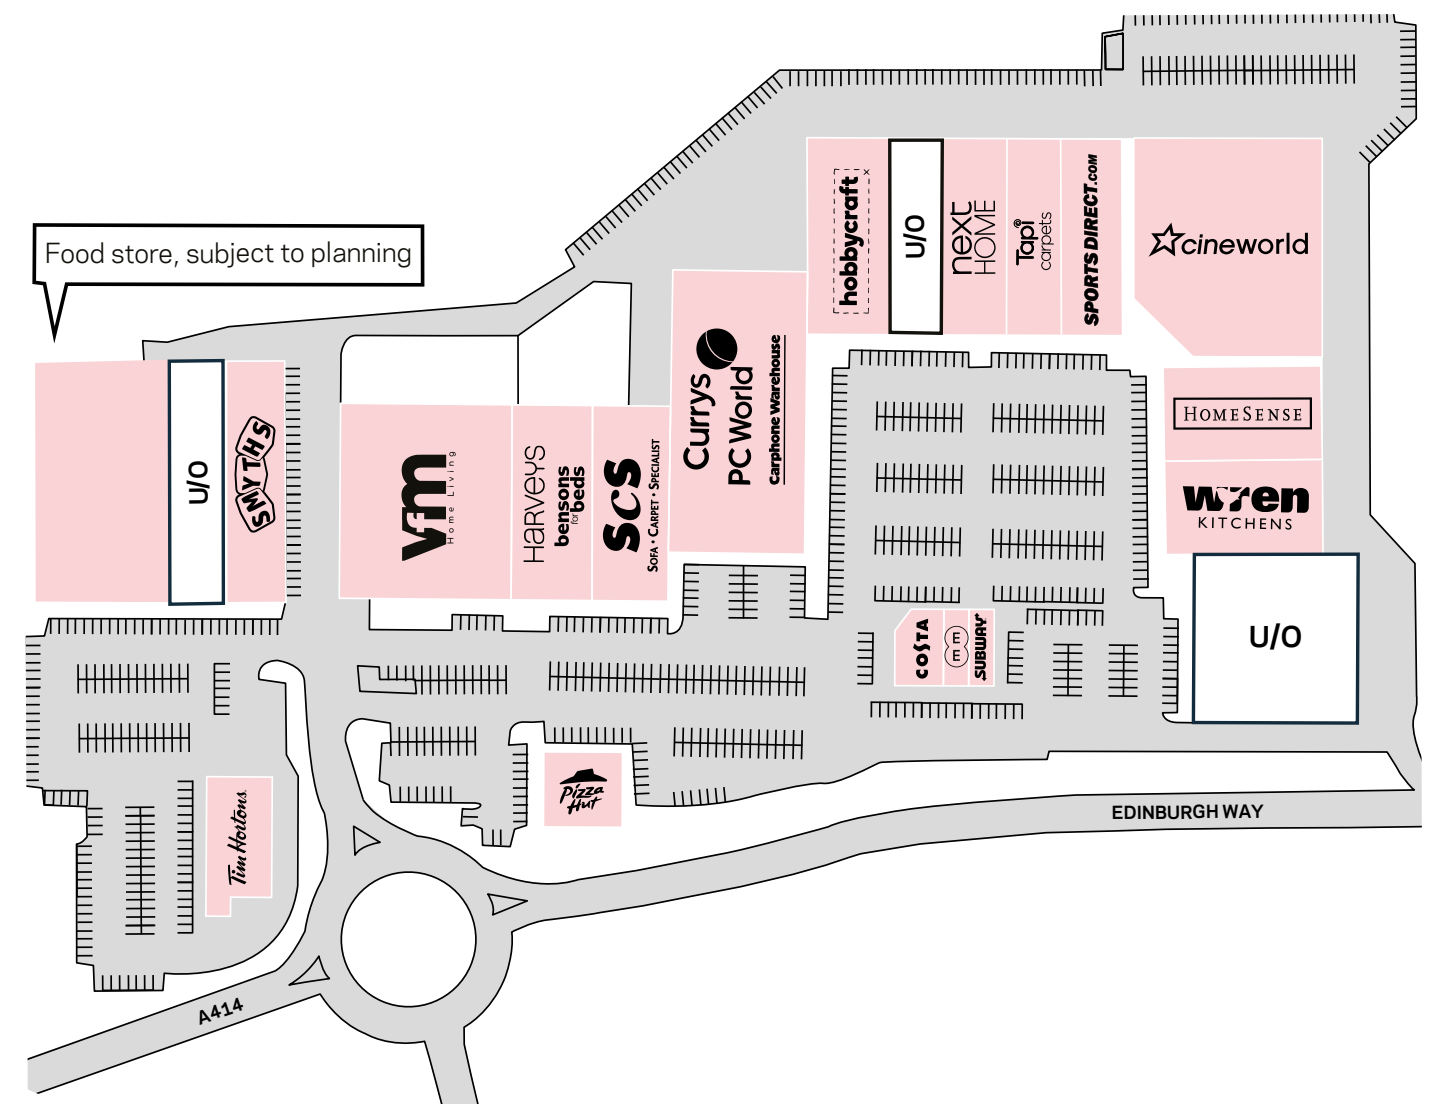 Food store, subject to planning
U/O
SMYTHS
Vfm
Home Living
HARVEYS
bensons
for beds
SCS
SOFA • CARPET • SPECIALIST
Currys
PC World
Carphone Warehouse
hobbycraft
U/O
next
HOME
Tapi
carpets
SPORTS DIRECT.COM
cineworld
HOMESENSE
wren
KITCHENS
U/O
COSTA
EE
SUBWAY
Pizza
Hut
Tim Hortons
EDINBURGH WAY
A414